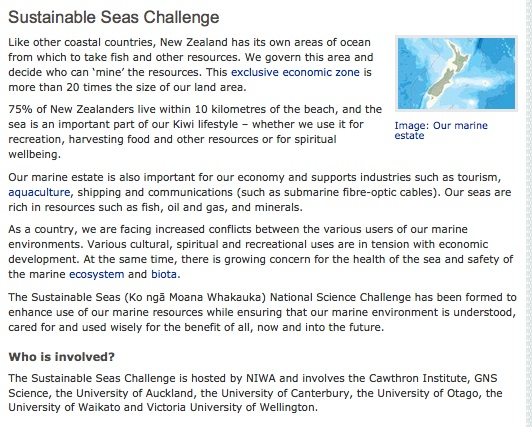 Sustainable Seas Challenge
Like other coastal countries, New Zealand has its own areas of ocean
from which to take fish and other resources. We govern this area and
decide who can ‘mine’ the resources. This exclusive economic zone is
more than 20 times the size of our land area.
75% of New Zealanders live within 10 kilometres of the beach, and the
sea is an important part of our Kiwi lifestyle – whether we use it for
recreation, harvesting food and other resources or for spiritual
wellbeing.
Image: Our marine
estate
Our marine estate is also important for our economy and supports industries such as tourism,
aquaculture, shipping and communications (such as submarine fibre-optic cables). Our seas are
rich in resources such as fish, oil and gas, and minerals.
As a country, we are facing increased conflicts between the various users of our marine
environments. Various cultural, spiritual and recreational uses are in tension with economic
development. At the same time, there is growing concern for the health of the sea and safety of
the marine ecosystem and biota.
The Sustainable Seas (Ko ngā Moana Whakauka) National Science Challenge has been formed to
enhance use of our marine resources while ensuring that our marine environment is understood,
cared for and used wisely for the benefit of all, now and into the future.
Who is involved?
The Sustainable Seas Challenge is hosted by NIWA and involves the Cawthron Institute, GNS
Science, the University of Auckland, the University of Canterbury, the University of Otago, the
University of Waikato and Victoria University of Wellington.